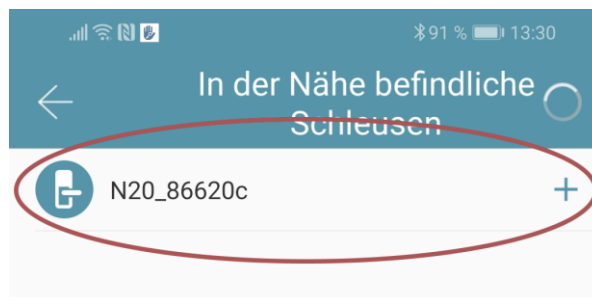 91 % 13:30
In der Nähe befindliche
Schleusen
N20_86620c